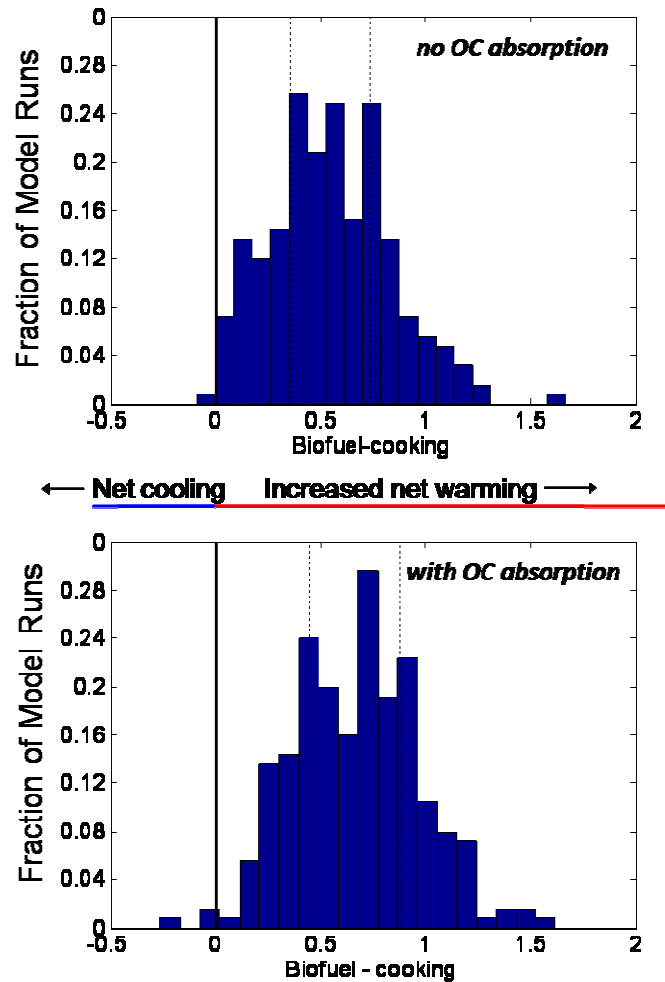 0
no OC absorption
0.28
0.24
0.2
0.16
0.12
0.08
0.04
0
Fraction of Model Runs
-0.5 0 0.5 1 1.5 2
Biofuel-cooking
Net cooling Increased net warming
0
with OC absorption
0.28
0.24
0.2
0.16
0.12
0.08
0.04
0
Fraction of Model Runs
-0.5 0 0.5 1 1.5 2
Biofuel - cooking